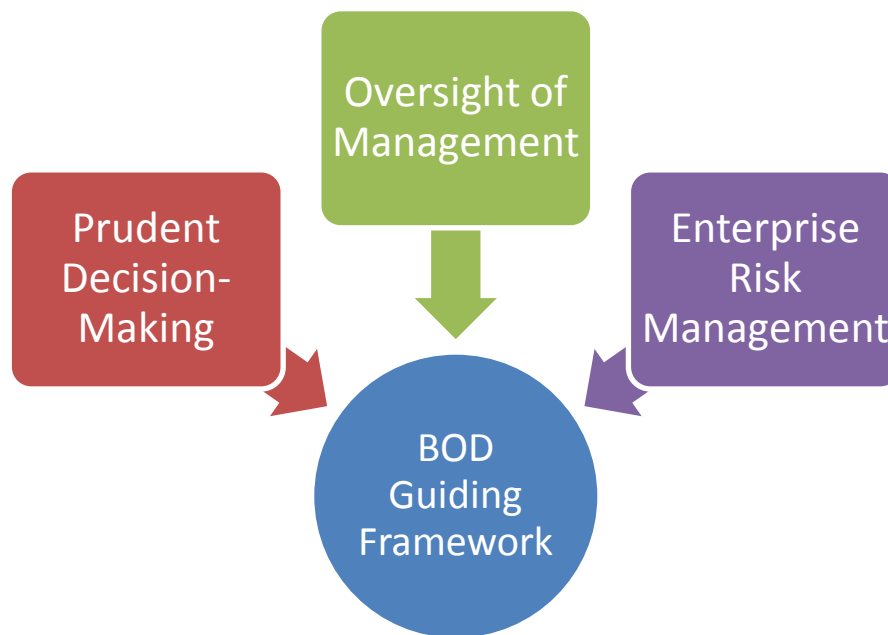 Oversight of
Management
Prudent
Decision-
Making
Enterprise
Risk
Management
BOD
Guiding
Framework